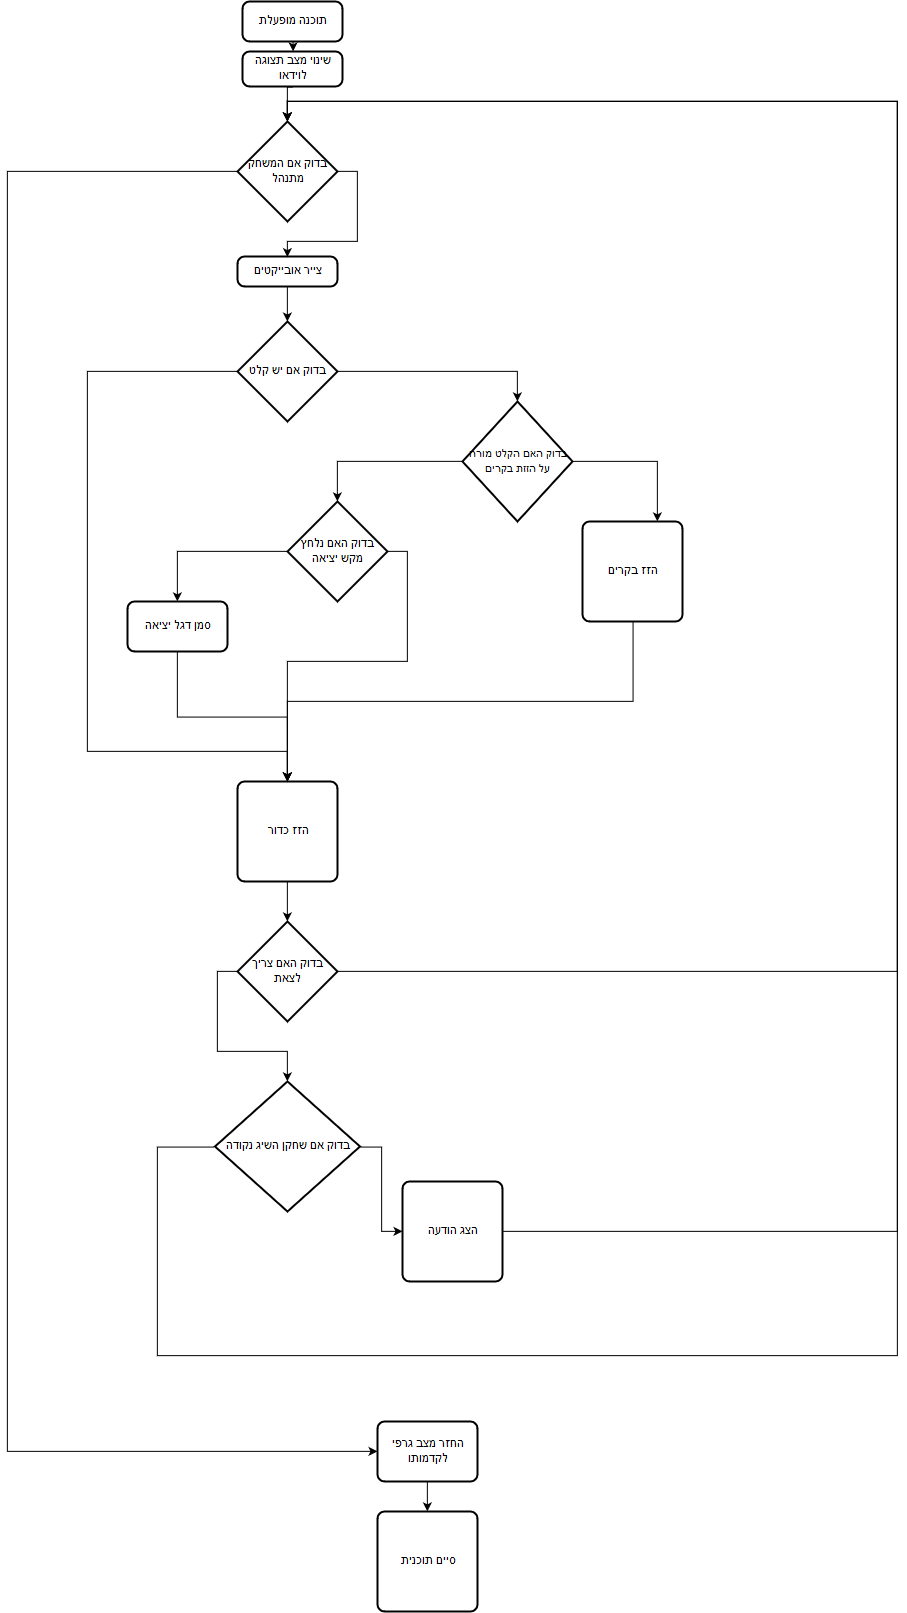 תוכנה מופעלת
שינוי מצב תצוגה
לוידאו
בדוק אם המשחק
מתנהל
צייר אובייקטים
בדוק אם יש קלט
בדוק האם הקלט מורה
על הזזת בקרים
בדוק האם נלחץ
מקש יציאה
הזז בקרים
סמן דגל יציאה
הזז כדור
בדוק האם צריך
לצאת
בדוק אם שחקן השיג נקודה
הצג הודעה
החזר מצב גרפי
לקדמותו
סיים תוכנית